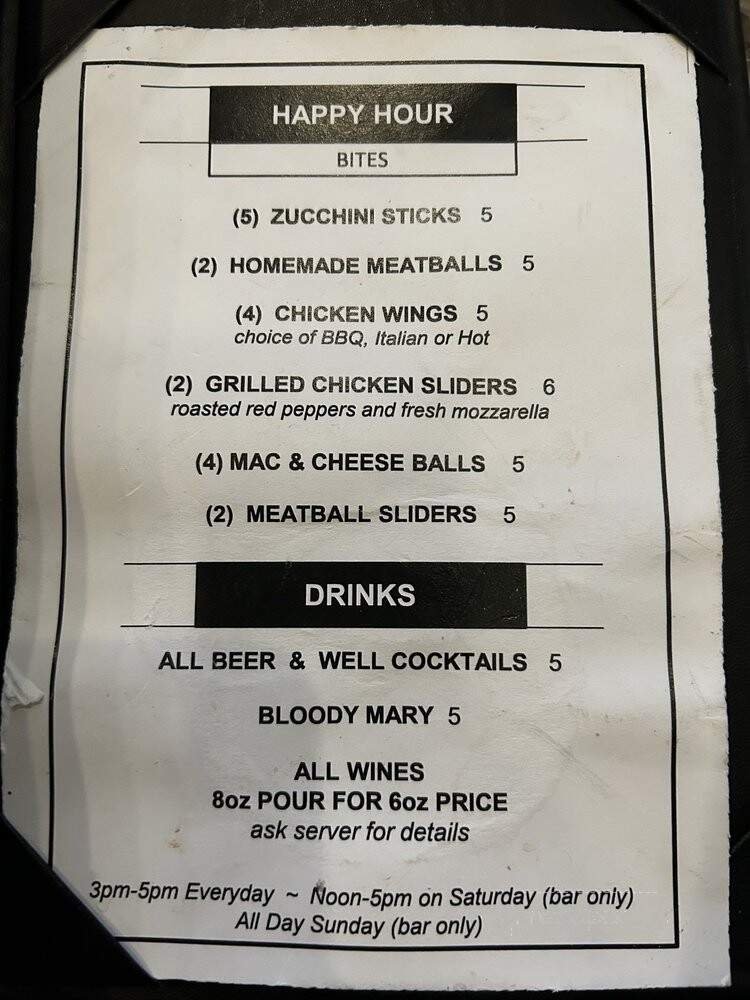 HAPPY HOUR
BITES
(5) ZUCCHINI STICKS 5
(2) HOMEMADE MEATBALLS 5
(4) CHICKEN WINGS 5
choice of BBQ, Italian or Hot
(2) GRILLED CHICKEN SLIDERS 6
roasted red peppers and fresh mozzarella
(4) MAC & CHEESE BALLS 5
(2) MEATBALL SLIDERS 5
DRINKS
ALL BEER & WELL COCKTAILS 5
BLOODY MARY 5
ALL WINES
8oz POUR FOR 6oz PRICE
ask server for details
3pm-5pm Everyday ~ Noon-5pm on Saturday (bar only)
All Day Sunday (bar only)